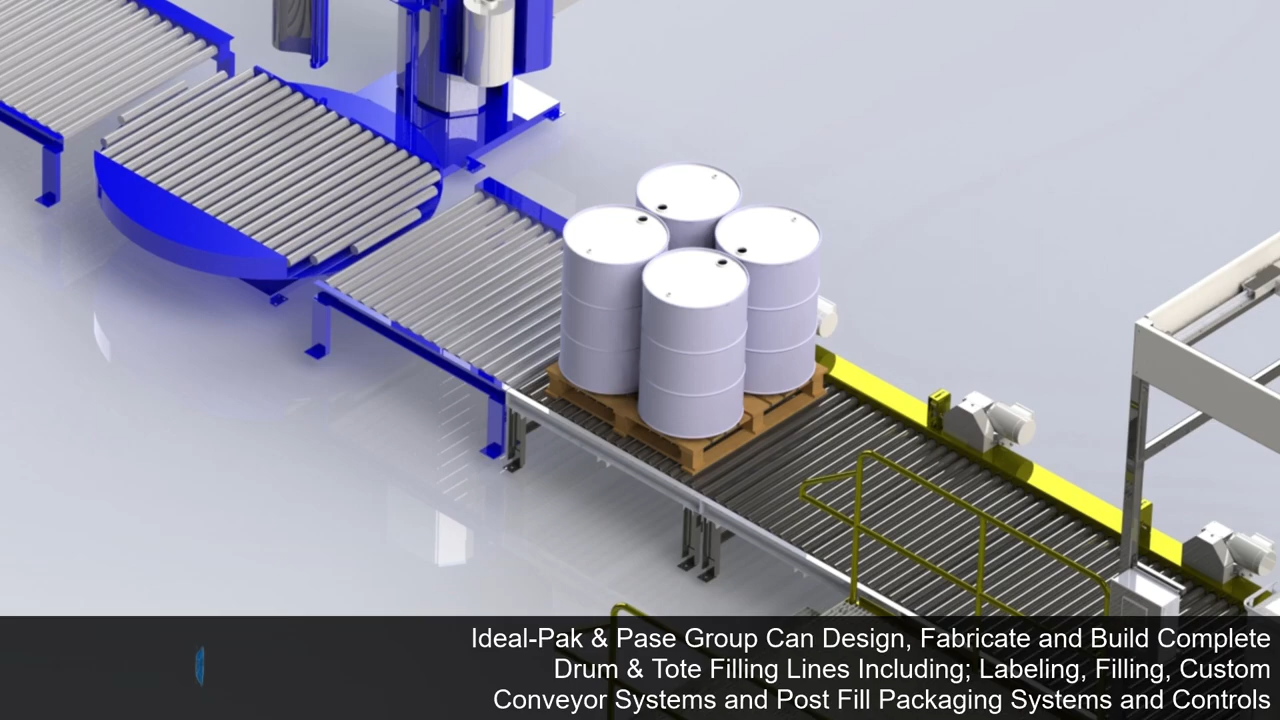 Ideal-Pak & Pase Group Can Design, Fabricate and Build Complete
Drum & Tote Filling Lines Including; Labeling, Filling, Custom
Conveyor Systems and Post Fill Packaging Systems and Controls